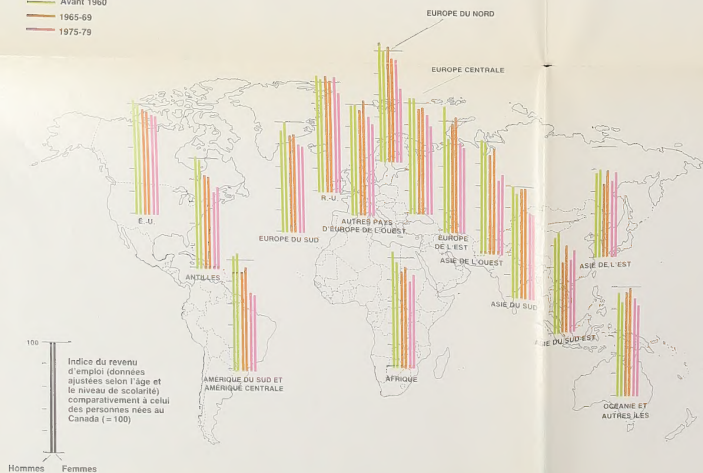 Avant 1960
1965-69
1975-79
EUROPE DU NORD
EUROPE CENTRALE
É.-U.
R.-U.
AUTRES PAYS
D'EUROPE DE L'OUEST
EUROPE DU SUD
EUROPE
DE L'EST
ASIE DE L'OUEST
ASIE DE L'EST
ANTILLES
ASIE DU SUD
ASIE DU SUD-EST
AMÉRIQUE DU SUD ET
AMÉRIQUE CENTRALE
AFRIQUE
OCÉANIE ET
AUTRES ÎLES
100
Indice du revenu
d'emploi (données
ajustées selon l'âge et
le niveau de scolarité)
comparativement à celui
des personnes nées au
Canada (= 100)
Hommes Femmes